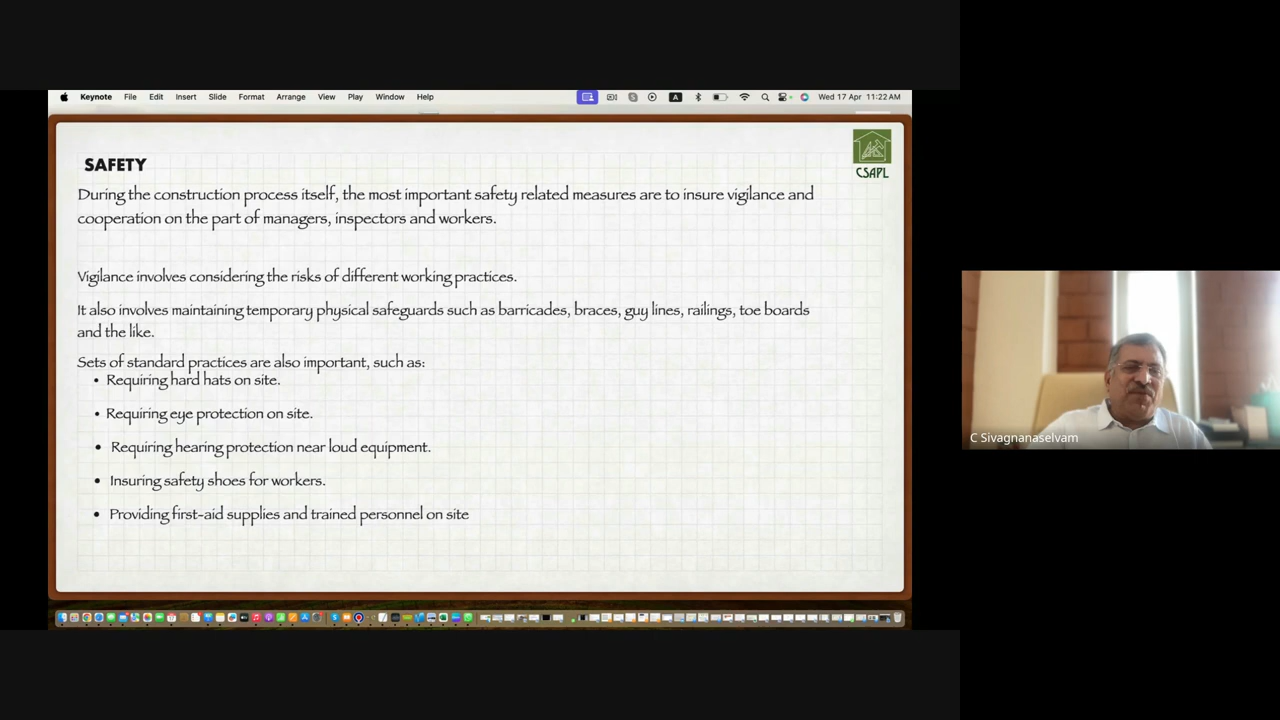 Keynote File Edit Insert Slide Format Arrange View Play Window Help A Wed 17 Apr 11:22 AM
SAFETY
CSAPL
During the construction process itself, the most important safety related measures are to insure vigilance and
cooperation on the part of managers, inspectors and workers.
Vigilance involves considering the risks of different working practices.
It also involves maintaining temporary physical safeguards such as barricades, braces, guy lines, railings, toe boards
and the like.
Sets of standard practices are also important, such as:
• Requiring hard hats on site.
• Requiring eye protection on site.
• Requiring hearing protection near loud equipment.
• Insuring safety shoes for workers.
• Providing first-aid supplies and trained personnel on site
C Sivagnanaselvam